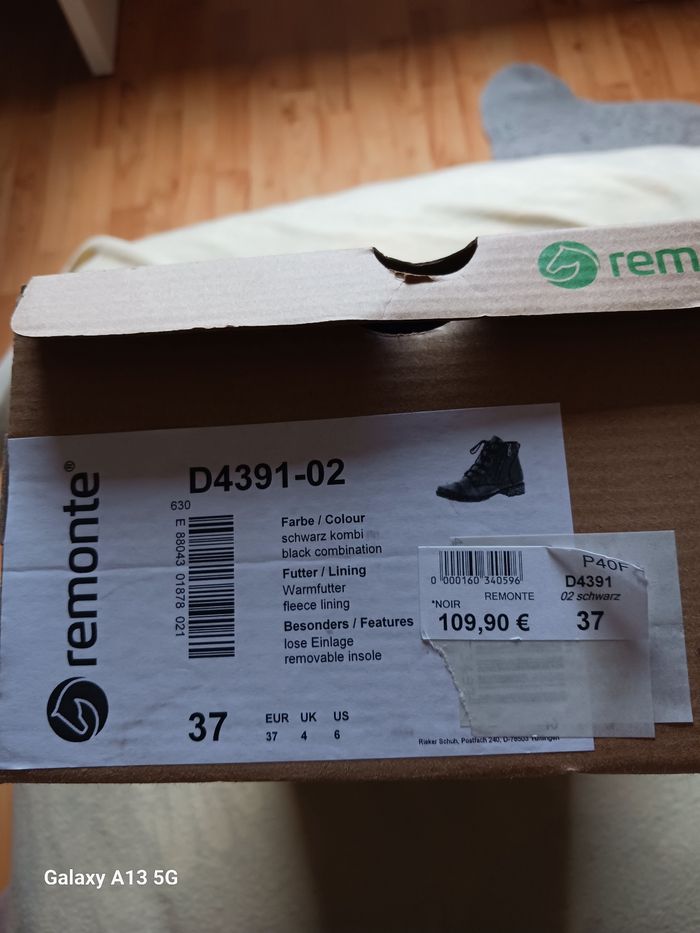 rem
remonte®
D4391-02
630
E 88043 01878 021
Farbe / Colour
schwarz kombi
black combination
Futter / Lining
Warmfutter
fleece lining
Besonders / Features
lose Einlage
removable insole
37
EUR UK US
37 4 6
Rieker Schuh, Postfach 240, D-78503 Tuttlingen
P40F
0 000160 340596
D4391
REMONTE 02 schwarz
*NOIR
109,90 € 37
Galaxy A13 5G